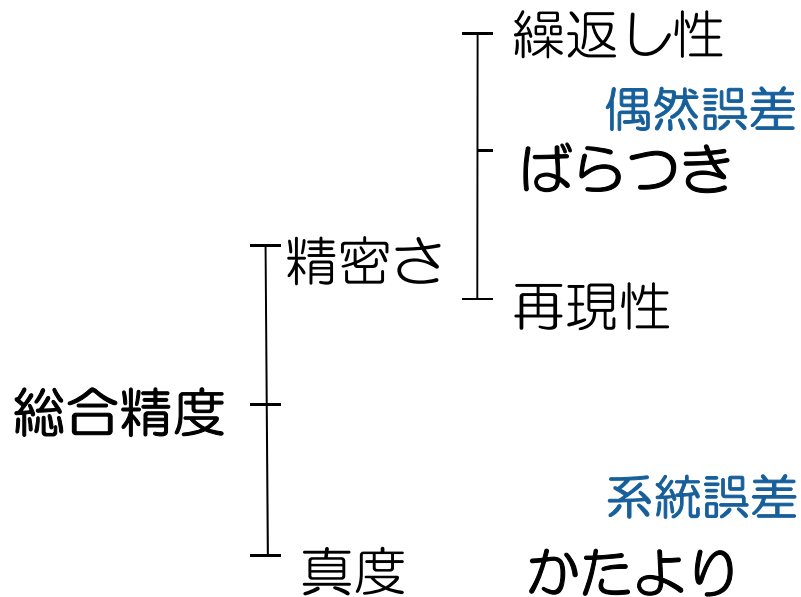 繰返し性
偶然誤差
ばらつき
精密さ
再現性
総合精度
系統誤差
真度
かたより